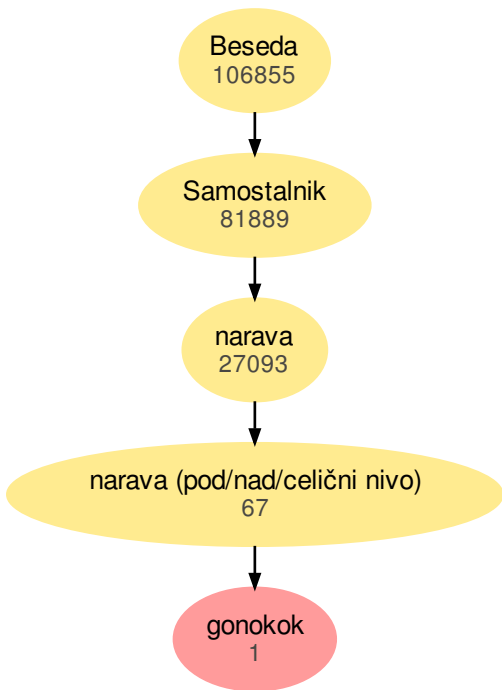 Beseda
106855
Samostalnik
81889
narava
27093
narava (pod/nad/celični nivo)
67
gonokok
1